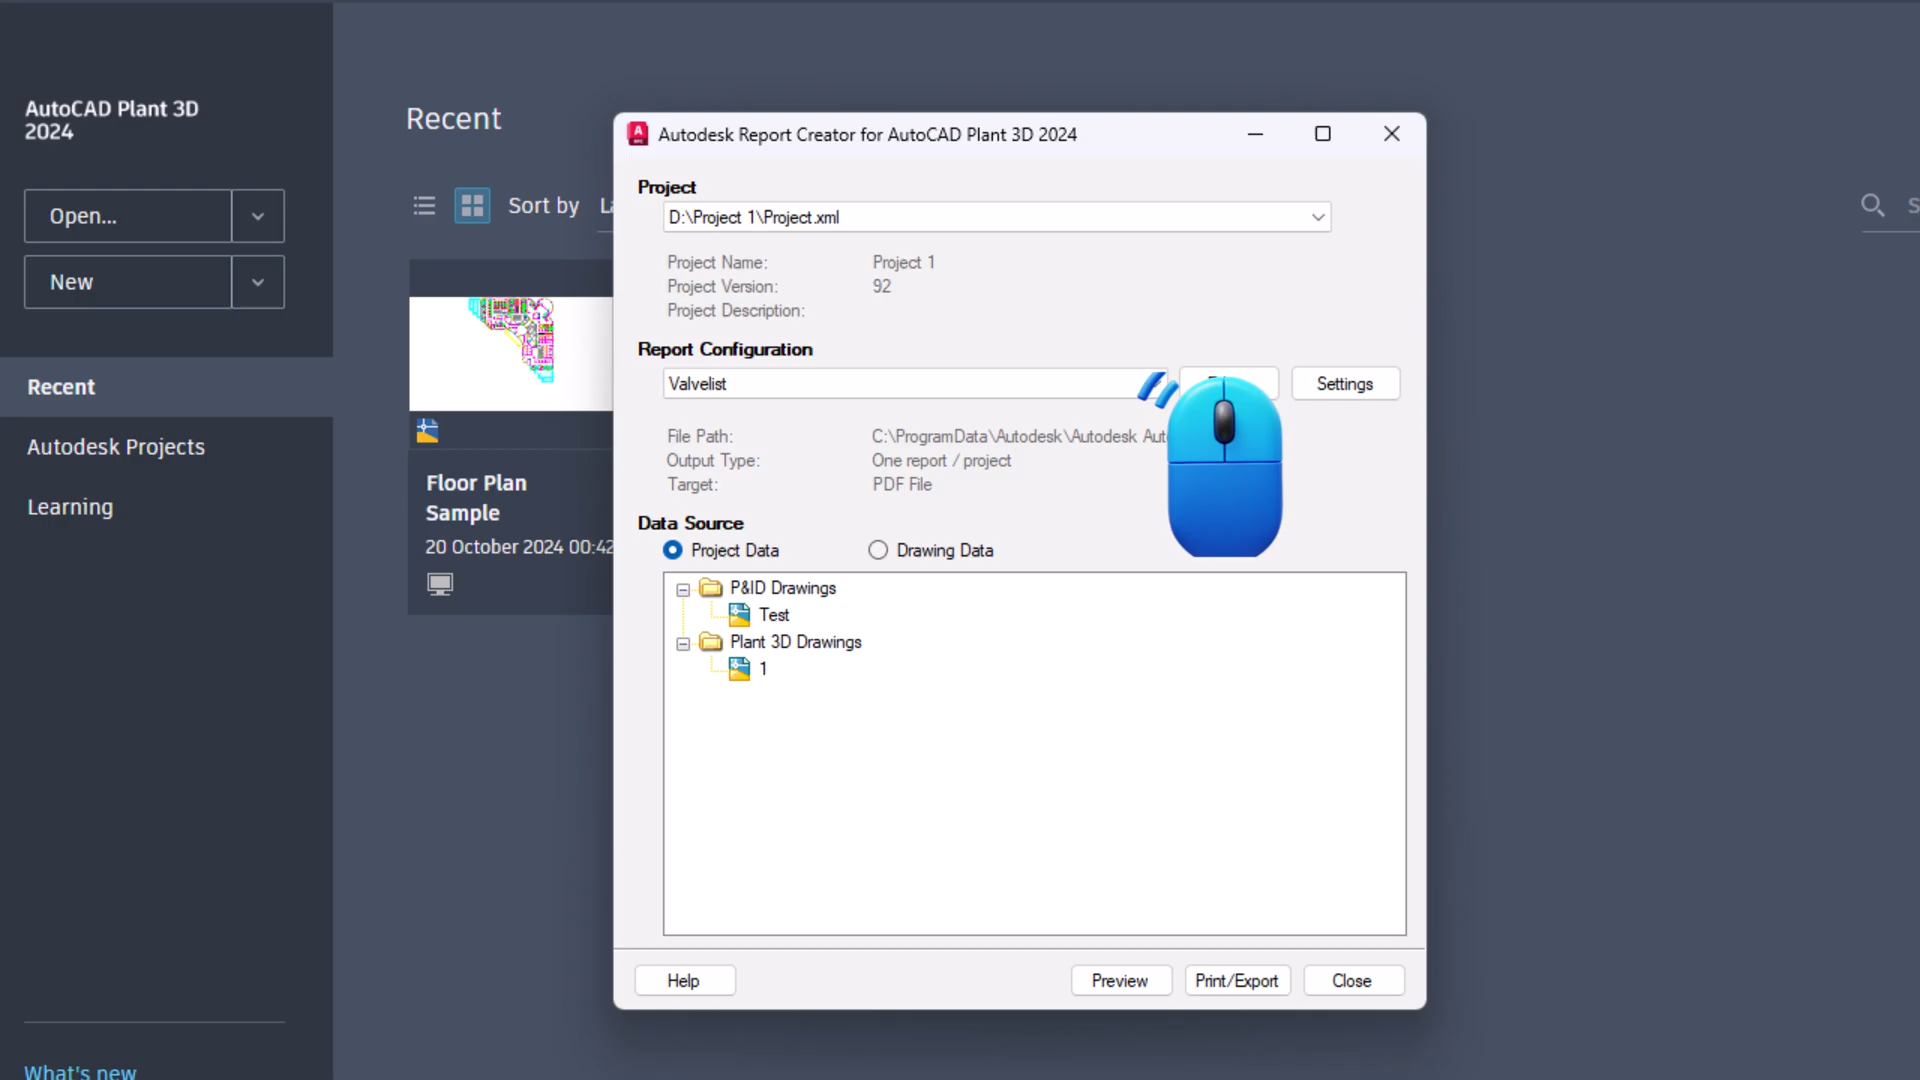 AutoCAD Plant 3D
2024
Open...
New
Recent
Autodesk Projects
Learning
What's new
Recent
Sort by
Floor Plan
Sample
20 October 2024 00:42
Autodesk Report Creator for AutoCAD Plant 3D 2024
Project
D:\Project 1\Project.xml
Project Name: Project 1
Project Version: 92
Project Description:
Report Configuration
Valvelist
Settings
File Path: C:\ProgramData\Autodesk\Autodesk
Output Type: One report / project
Target: PDF File
Data Source
Project Data Drawing Data
P&ID Drawings
Test
Plant 3D Drawings
1
Help Preview Print/Export Close